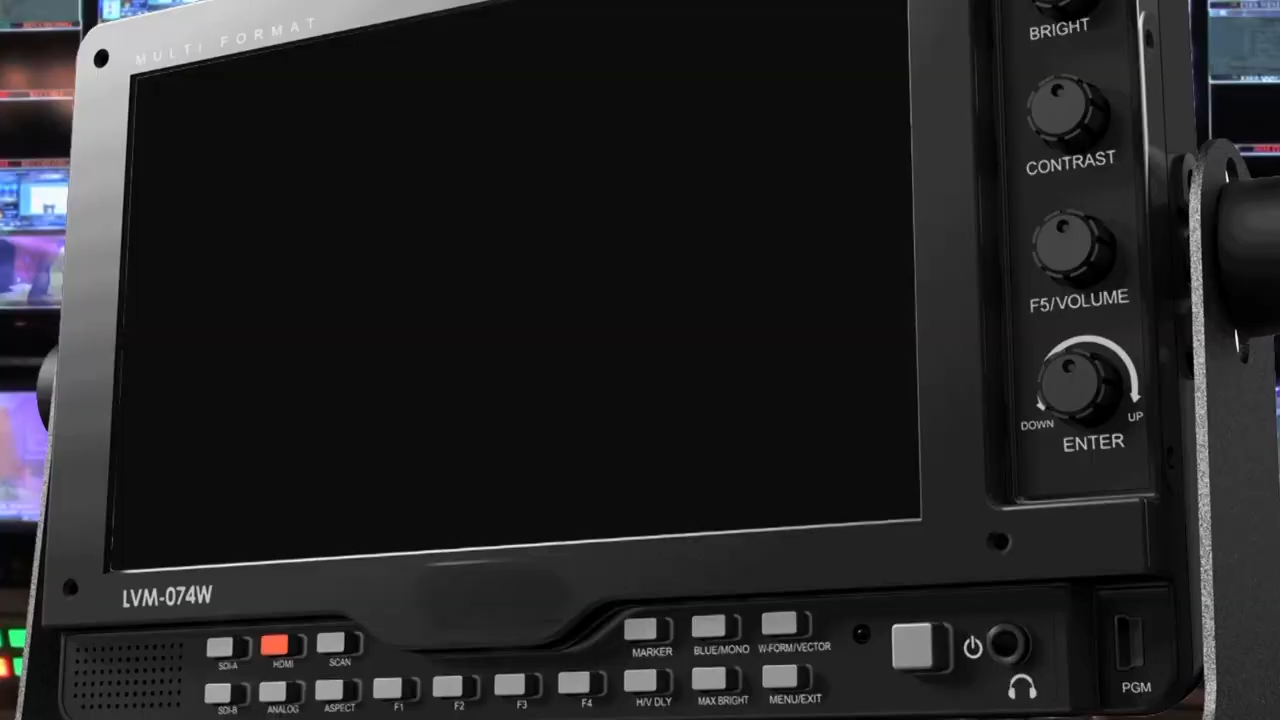 MULTI FORMAT
BRIGHT
CONTRAST
F5/VOLUME
DOWN
UP
ENTER
LVM-074W
SDI-A
HDMI
SCAN
MARKER
BLUE/MONO
W-FORM/VECTOR
SDI-B
ANALOG
ASPECT
F1
F2
F3
F4
H/V DLY
MAX BRIGHT
MENU/EXIT
PGM